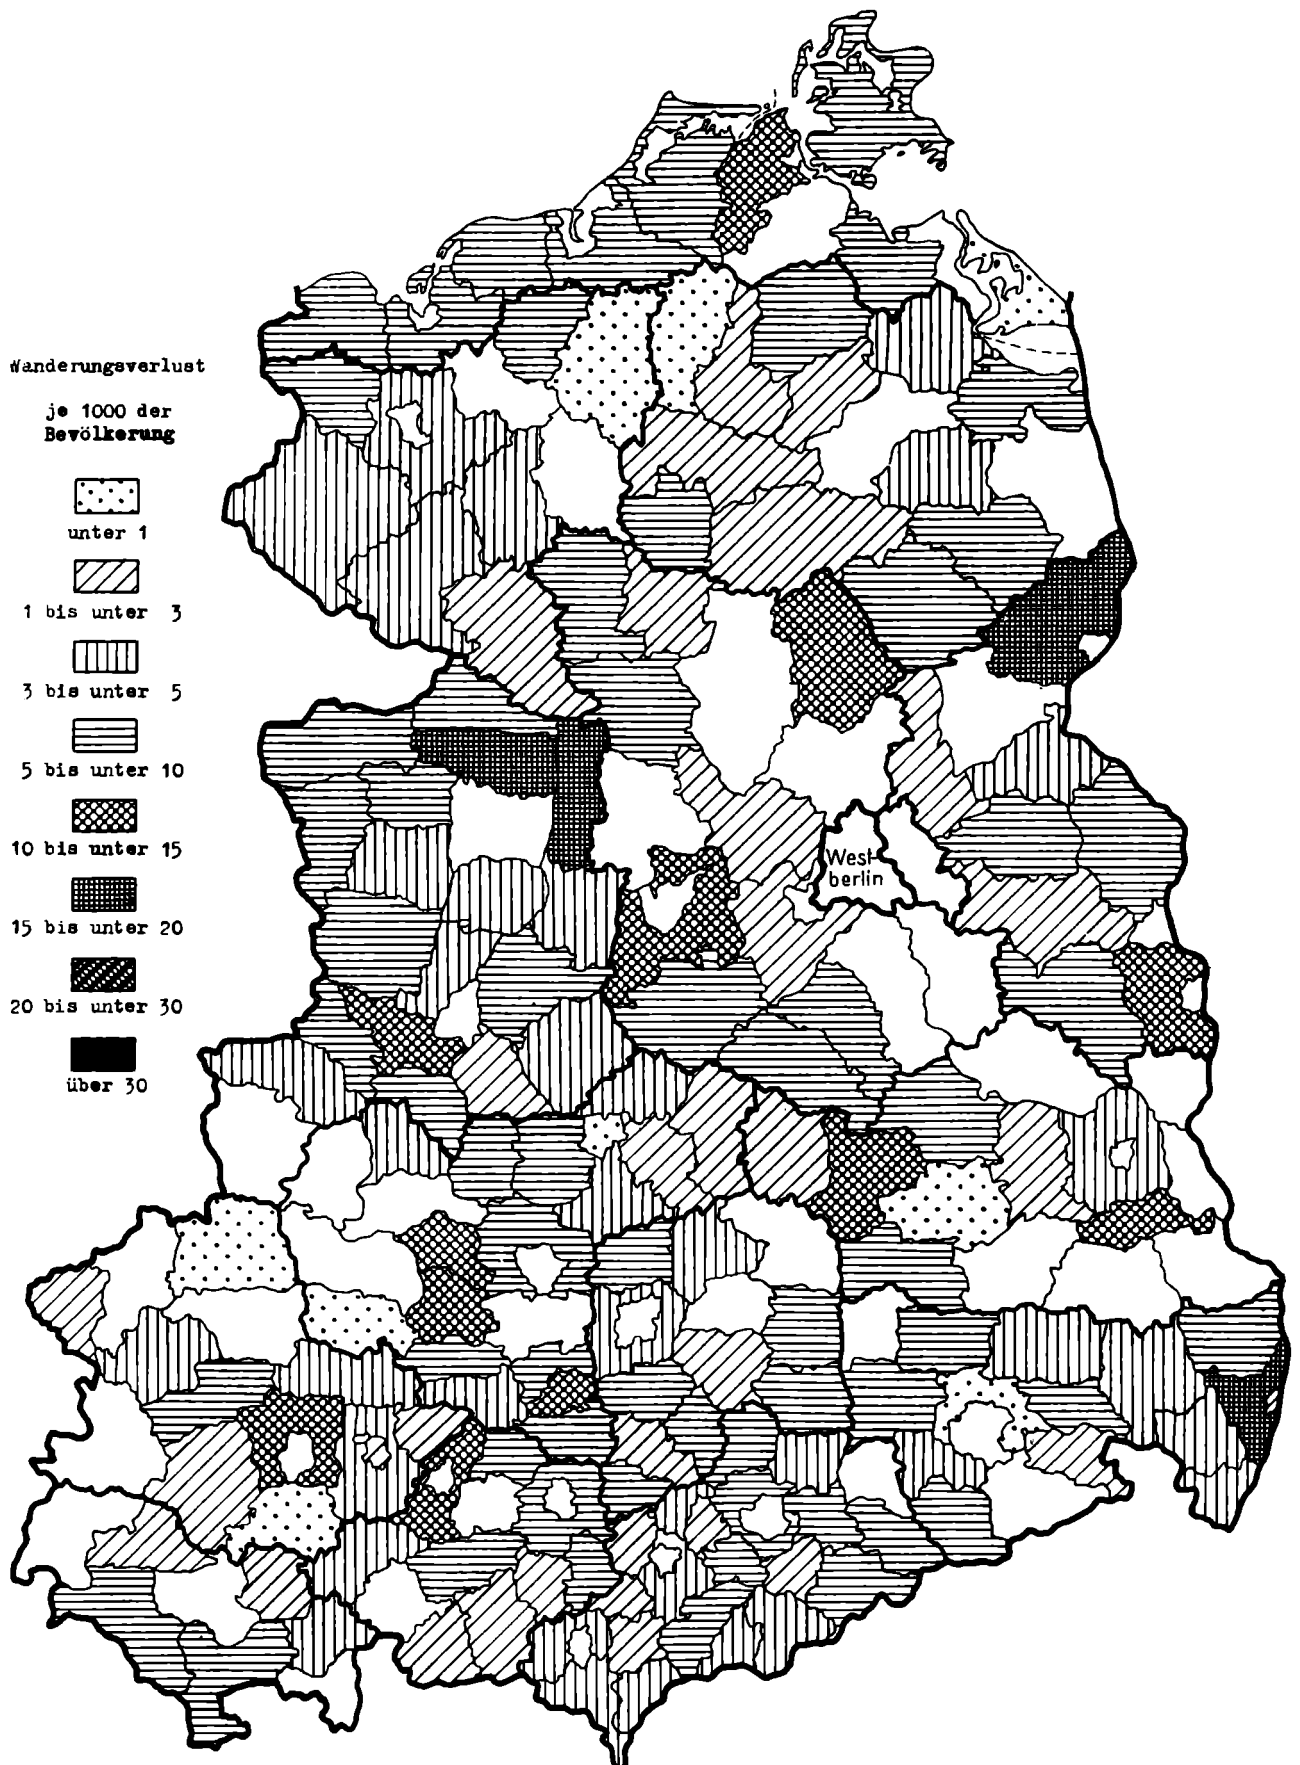 Wanderungsverlust
je 1000 der
Bevölkerung
unter 1
1 bis unter 3
3 bis unter 5
5 bis unter 10
10 bis unter 15
15 bis unter 20
20 bis unter 30
über 30
West-
berlin